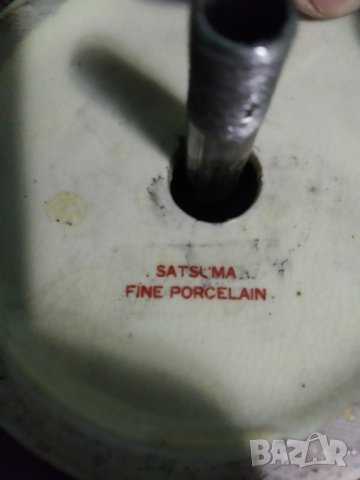 SATSUMA
FINE PORCELAIN
BAZAR